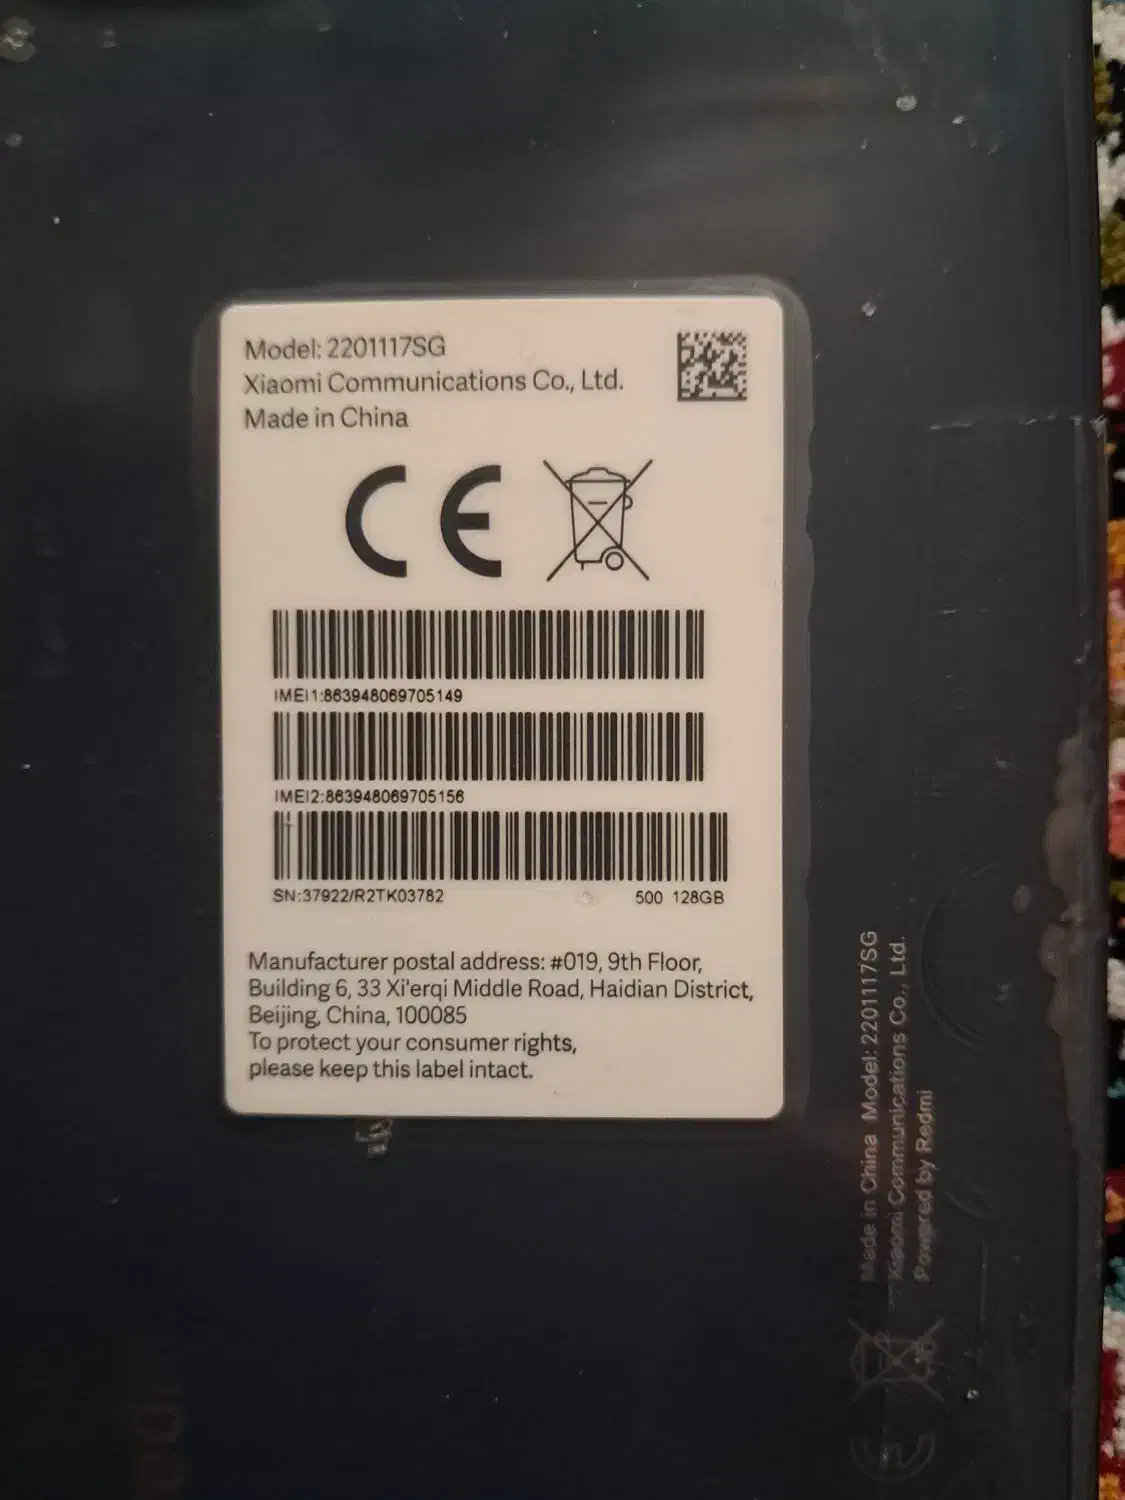 Model: 2201117SG
Xiaomi Communications Co., Ltd.
Made in China
CE
IMEI1:863948069705149
IMEI2:863948069705156
SN:37922/R2TK03782 500 128GB
Manufacturer postal address: #019, 9th Floor,
Building 6, 33 Xi'erqi Middle Road, Haidian District,
Beijing, China, 100085
To protect your consumer rights,
please keep this label intact.
Made in China Model: 2201117SG
Xiaomi Communications Co., Ltd.
Powered by Redmi
CE